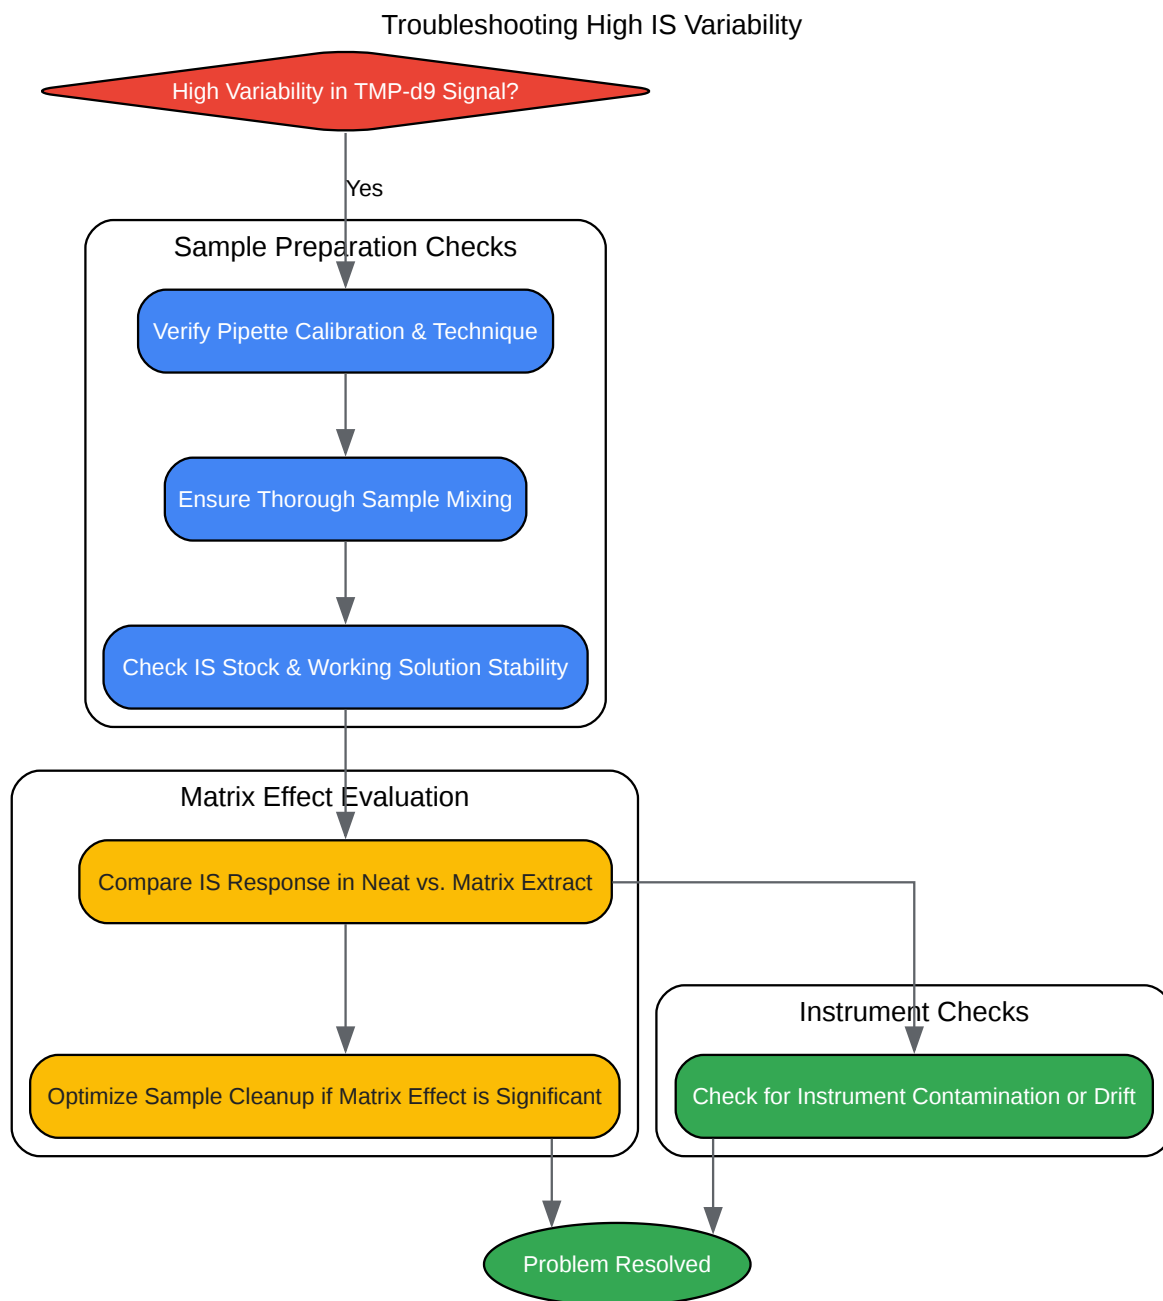 Troubleshooting High IS Variability
High Variability in TMP-d9 Signal?
Yes
Sample Preparation Checks
Verify Pipette Calibration & Technique
Ensure Thorough Sample Mixing
Check IS Stock & Working Solution Stability
Matrix Effect Evaluation
Compare IS Response in Neat vs. Matrix Extract
Instrument Checks
Optimize Sample Cleanup if Matrix Effect is Significant
Check for Instrument Contamination or Drift
Problem Resolved